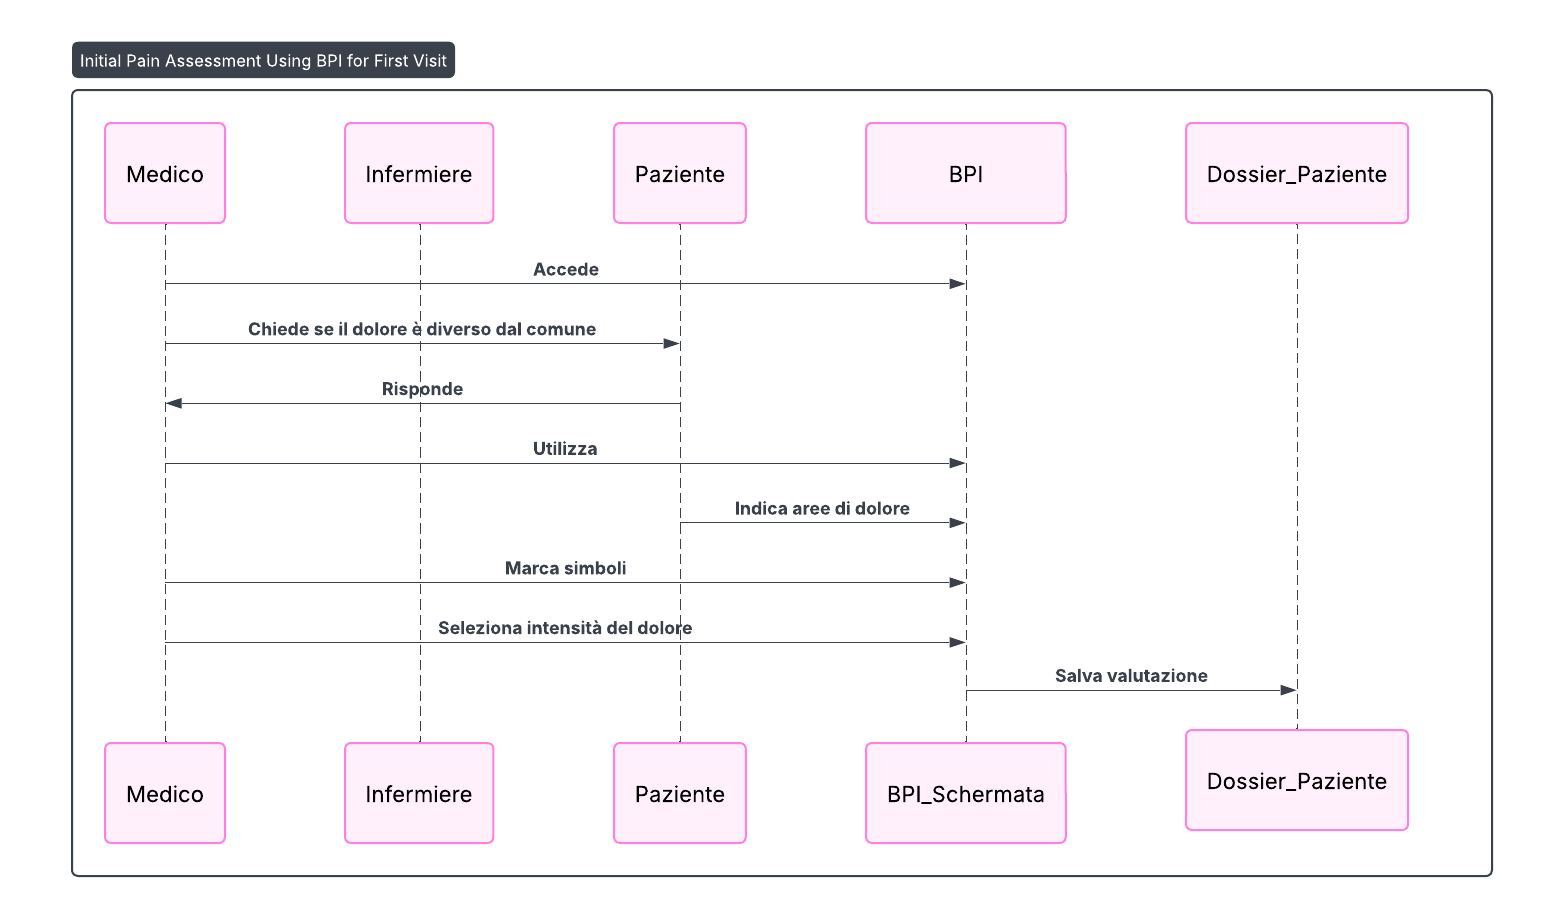 Initial Pain Assessment Using BPI for First Visit
Medico
Infermiere
Paziente
BPI
Dossier_Paziente
Accede
Chiede se il dolore è diverso dal comune
Risponde
Utilizza
Indica aree di dolore
Marca simboli
Seleziona intensità del dolore
Salva valutazione
Medico
Infermiere
Paziente
BPI_Schermata
Dossier_Paziente